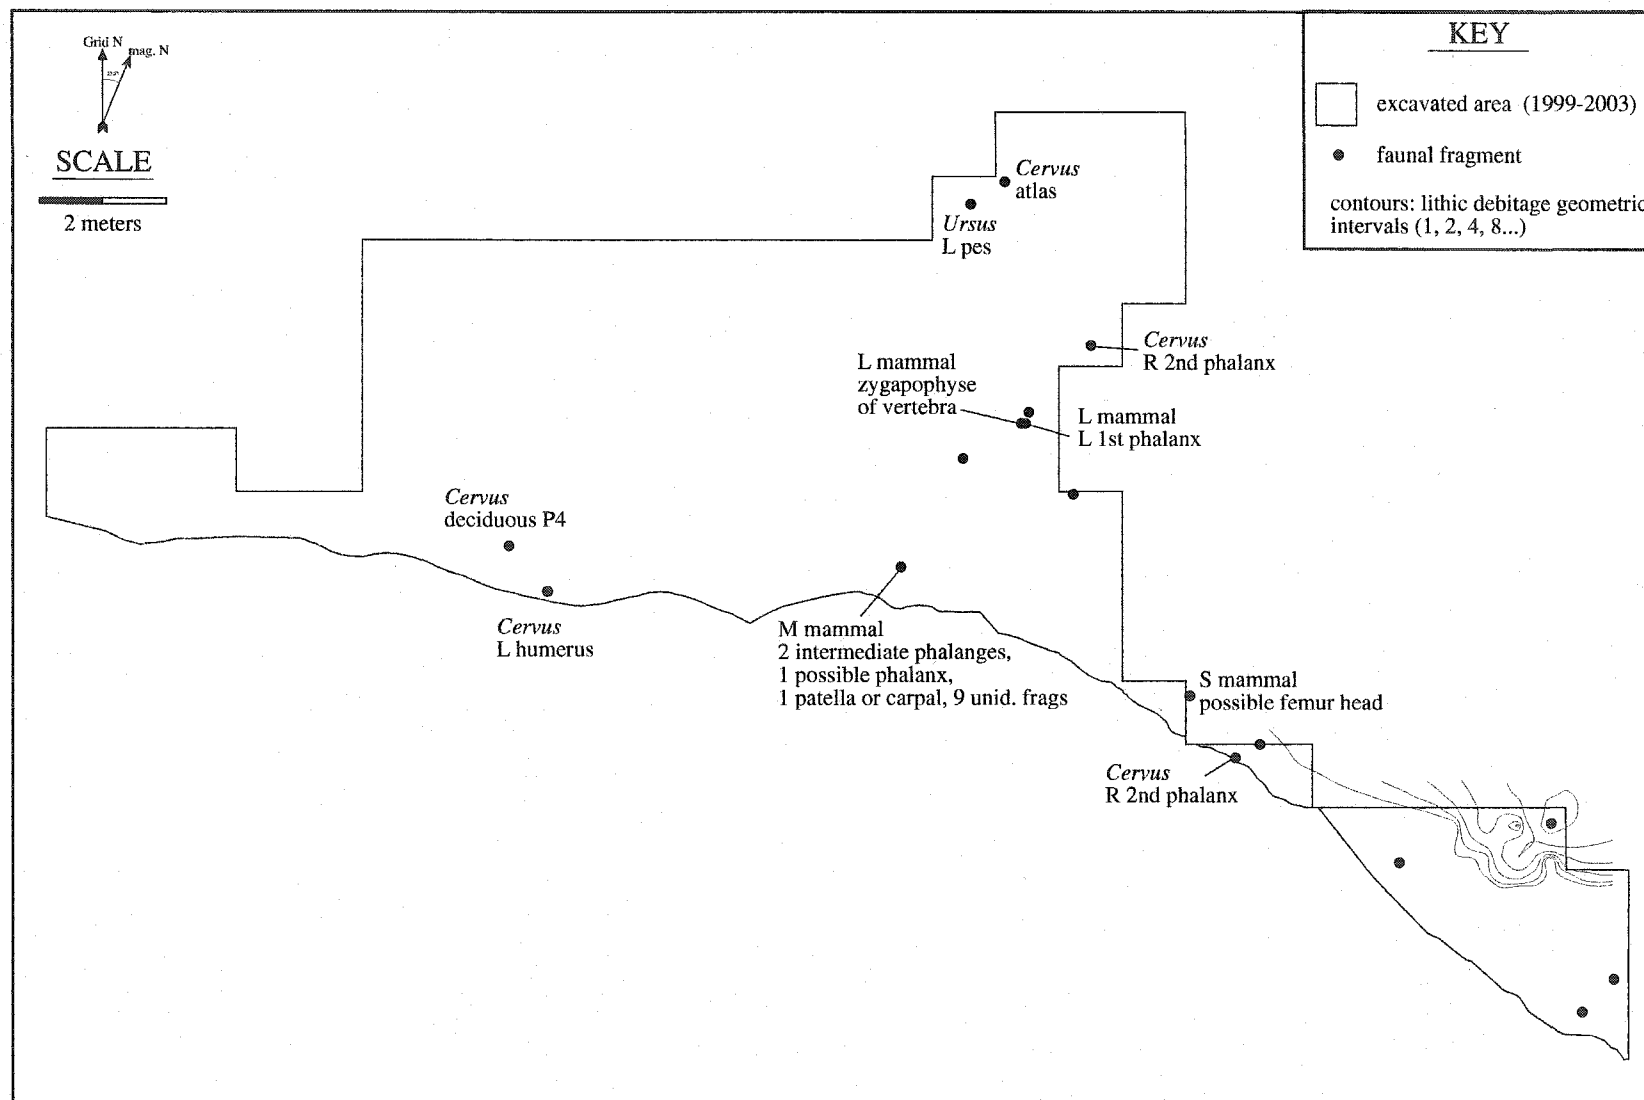 Grid N
mag. N
SCALE
2 meters
KEY
excavated area (1999-2003)
faunal fragment
contours: lithic debitage geometric
intervals (1, 2, 4, 8...)
Cervus
atlas
Ursus
L pes
Cervus
R 2nd phalanx
L mammal
zygapophyse
of vertebra
L mammal
L 1st phalanx
Cervus
deciduous P4
Cervus
L humerus
M mammal
2 intermediate phalanges,
1 possible phalanx,
1 patella or carpal, 9 unid. frags
S mammal
possible femur head
Cervus
R 2nd phalanx